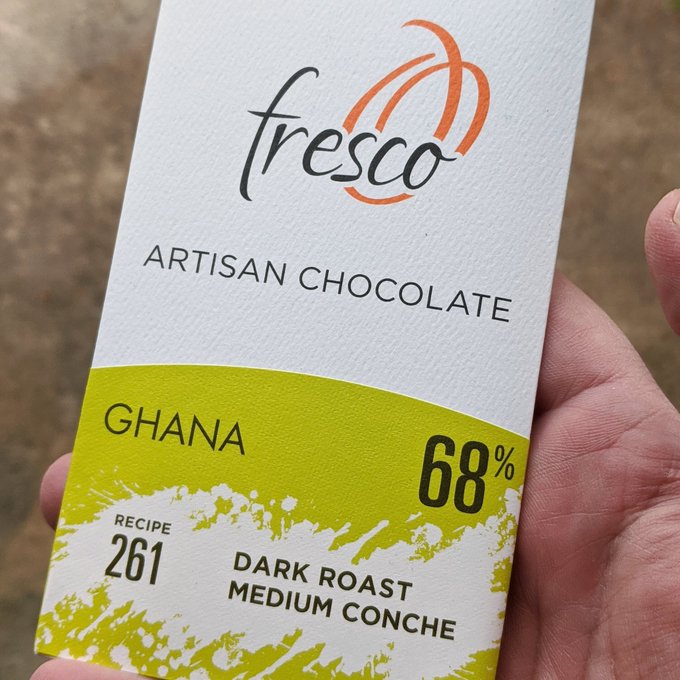 fresco
ARTISAN CHOCOLATE
GHANA
68%
RECIPE
261
DARK ROAST
MEDIUM CONCHE